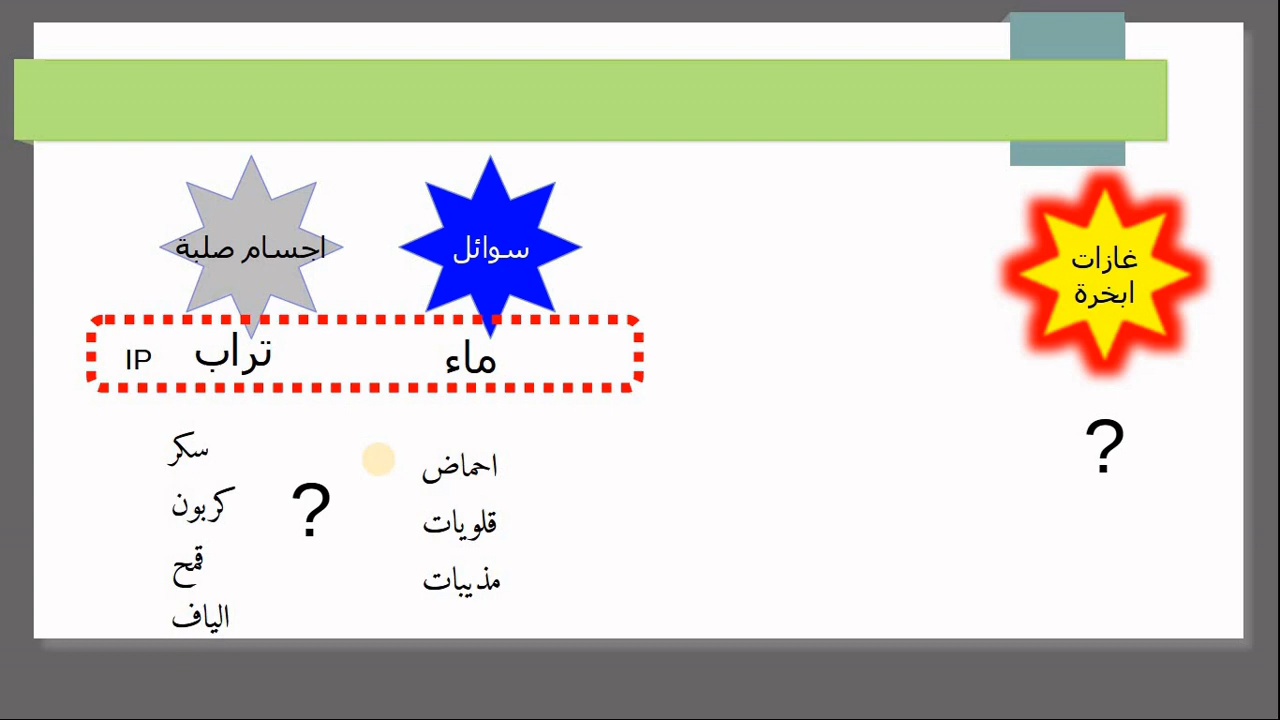 غازات
ابخرة
سوائل
اجسام صلبة
ماء
تراب
IP
?
احماض
قلويات
مذيبات
?
سكر
كربون
قمح
الياف